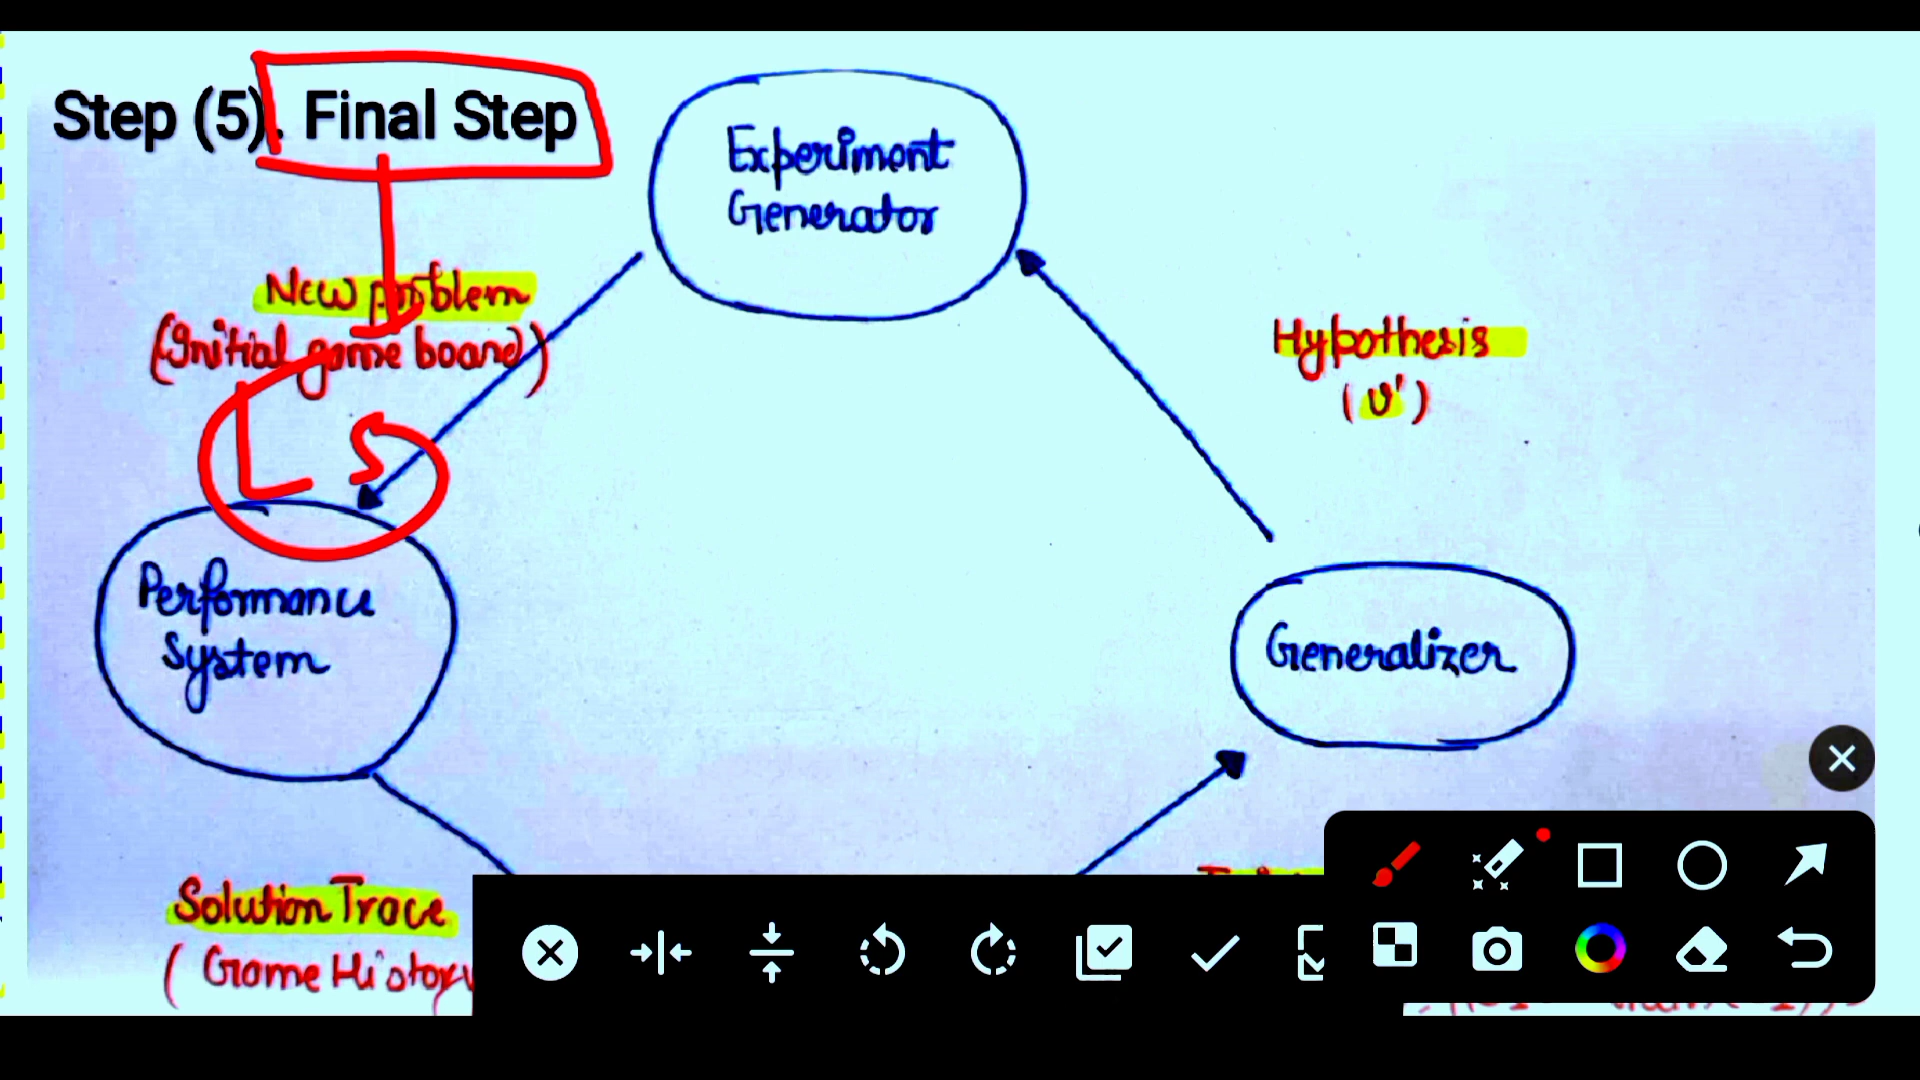 Step (5). Final Step
Experiment
Generator
New problem
(Initial game board)
Hypothesis
(v')
L S
Performance
System
Generalizer
Solution Trace
(Game History